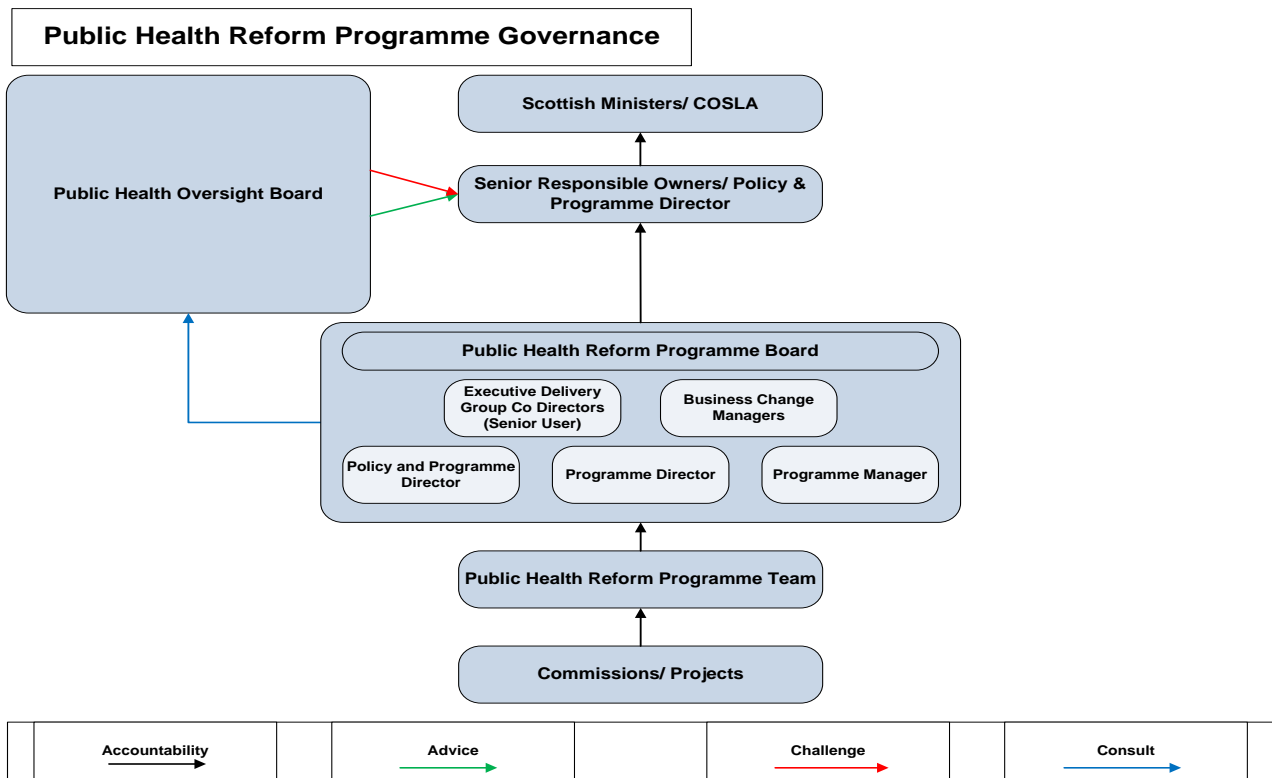 Public Health Reform Programme Governance
Scottish Ministers/ COSLA
Public Health Oversight Board
Senior Responsible Owners/ Policy &
Programme Director
Public Health Reform Programme Board
Executive Delivery
Group Co Directors
(Senior User)
Business Change
Managers
Policy and Programme
Director
Programme Director
Programme Manager
Public Health Reform Programme Team
Commissions/ Projects
Accountability
Advice
Challenge
Consult